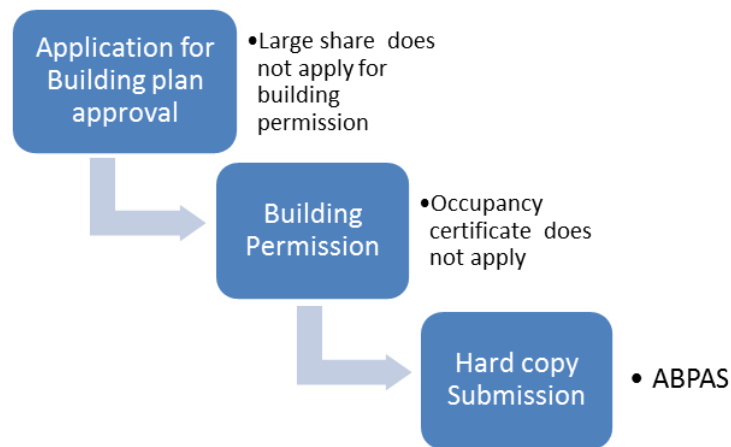 Application for
Building plan
approval
•Large share does
not apply for
building
permission
Building
Permission
•Occupancy
certificate does
not apply
Hard copy
Submission
• ABPAS